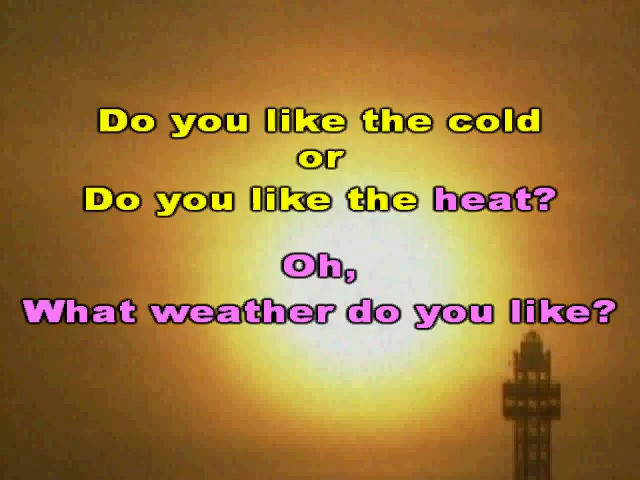 Do you like the cold
or
Do you like the heat?
Oh,
What weather do you like?